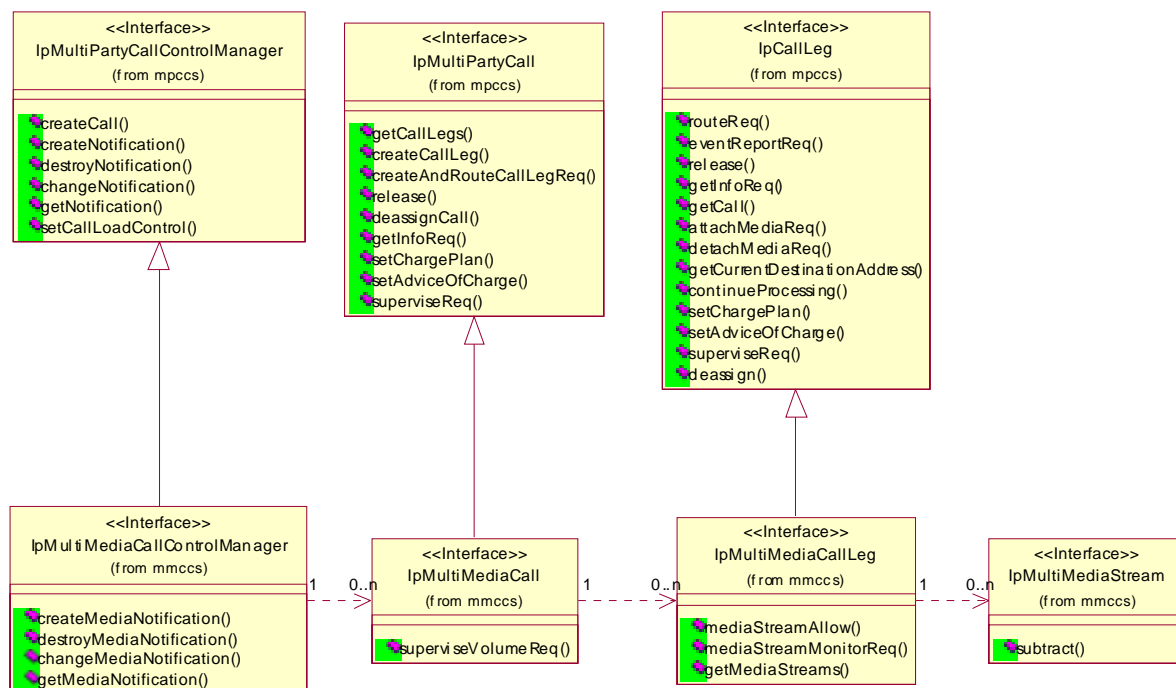 <<Interface>>
IpMultiPartyCallControlManager
(from mpccs)
createCall()
createNotification()
destroyNotification()
changeNotification()
getNotification()
setCallLoadControl()
<<Interface>>
IpMultiPartyCall
(from mpccs)
getCallLegs()
createCallLeg()
createAndRouteCallLegReq()
release()
deassignCall()
getInfoReq()
setChargePlan()
setAdviceOfCharge()
superviseReq()
<<Interface>>
IpCallLeg
(from mpccs)
routeReq()
eventReportReq()
release()
getInfoReq()
getCall()
attachMediaReq()
detachMediaReq()
getCurrentDestinationAddress()
continueProcessing()
setChargePlan()
setAdviceOfCharge()
superviseReq()
deassign()
<<Interface>>
IpMultiMediaCallControlManager
(from mmccs)
createMediaNotification()
destroyMediaNotification()
changeMediaNotification()
getMediaNotification()
1
0..n
<<Interface>>
IpMultiMediaCall
(from mmccs)
superviseVolumeReq()
1
0..n
<<Interface>>
IpMultiMediaCallLeg
(from mmccs)
mediaStreamAllow()
mediaStreamMonitorReq()
getMediaStreams()
1
0..n
<<Interface>>
IpMultiMediaStream
(from mmccs)
subtract()